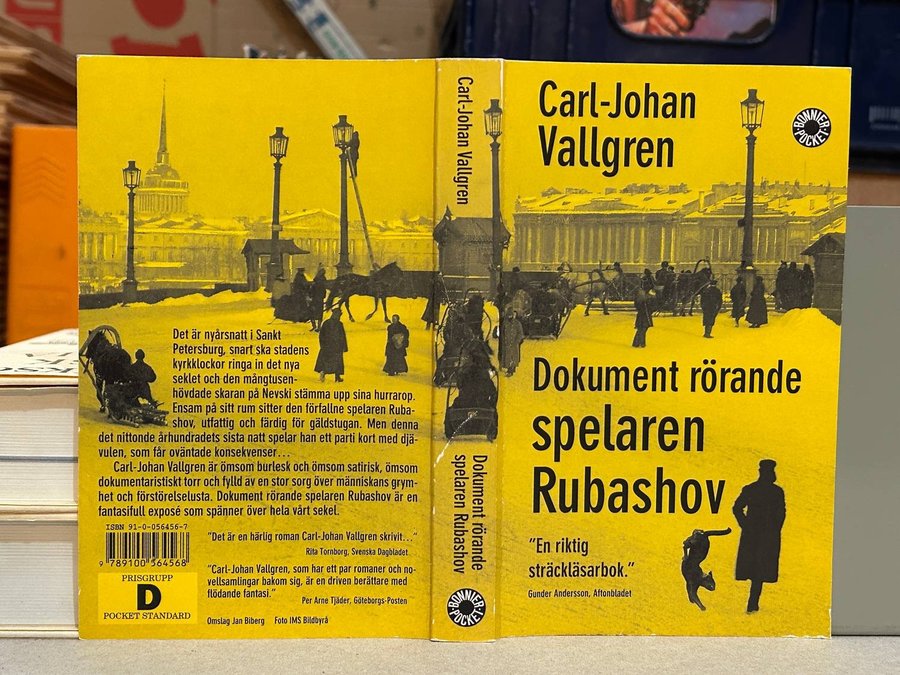 Det är nyårsnatt i Sankt
Petersburg, snart ska stadens
kyrkklockor ringa in det nya
seklet och den mångtusen-
hövdade skaran på Nevski stämma upp sina hurrarop.
Ensam på sitt rum sitter den förfallne spelaren Ruba-
shov, utfattig och färdig för gäldstugan. Men denna
det nittonde århundradets sista natt spelar han ett parti kort med djä-
vulen, som får oväntade konsekvenser…
Carl-Johan Vallgren är ömsom burlesk och ömsom satirisk, ömsom
dokumentaristiskt torr och fylld av en stor sorg över människans grym-
het och förstörelselusta. Dokument rörande spelaren Rubashov är en
fantasifull exposé som spänner över hela vårt sekel.
ISBN 91-0-056456-7
9789100564568
PRISGRUPP
D
POCKET STANDARD
"Det är en härlig roman Carl-Johan Vallgren skrivit…"
Rita Tornborg, Svenska Dagbladet
"Carl-Johan Vallgren, som har ett par romaner och no-
vellsamlingar bakom sig, är en driven berättare med
flödande fantasi."
Per Arne Tjäder, Göteborgs-Posten
Omslag Jan Biberg Foto IMS Bildbyrå
Carl-Johan Vallgren
Dokument rörande
spelaren Rubashov
BONNIER
POCKET
Carl-Johan
Vallgren
BONNIER
POCKET
Dokument rörande
spelaren
Rubashov
"En riktig
sträckläsarbok."
Gunder Andersson, Aftonbladet